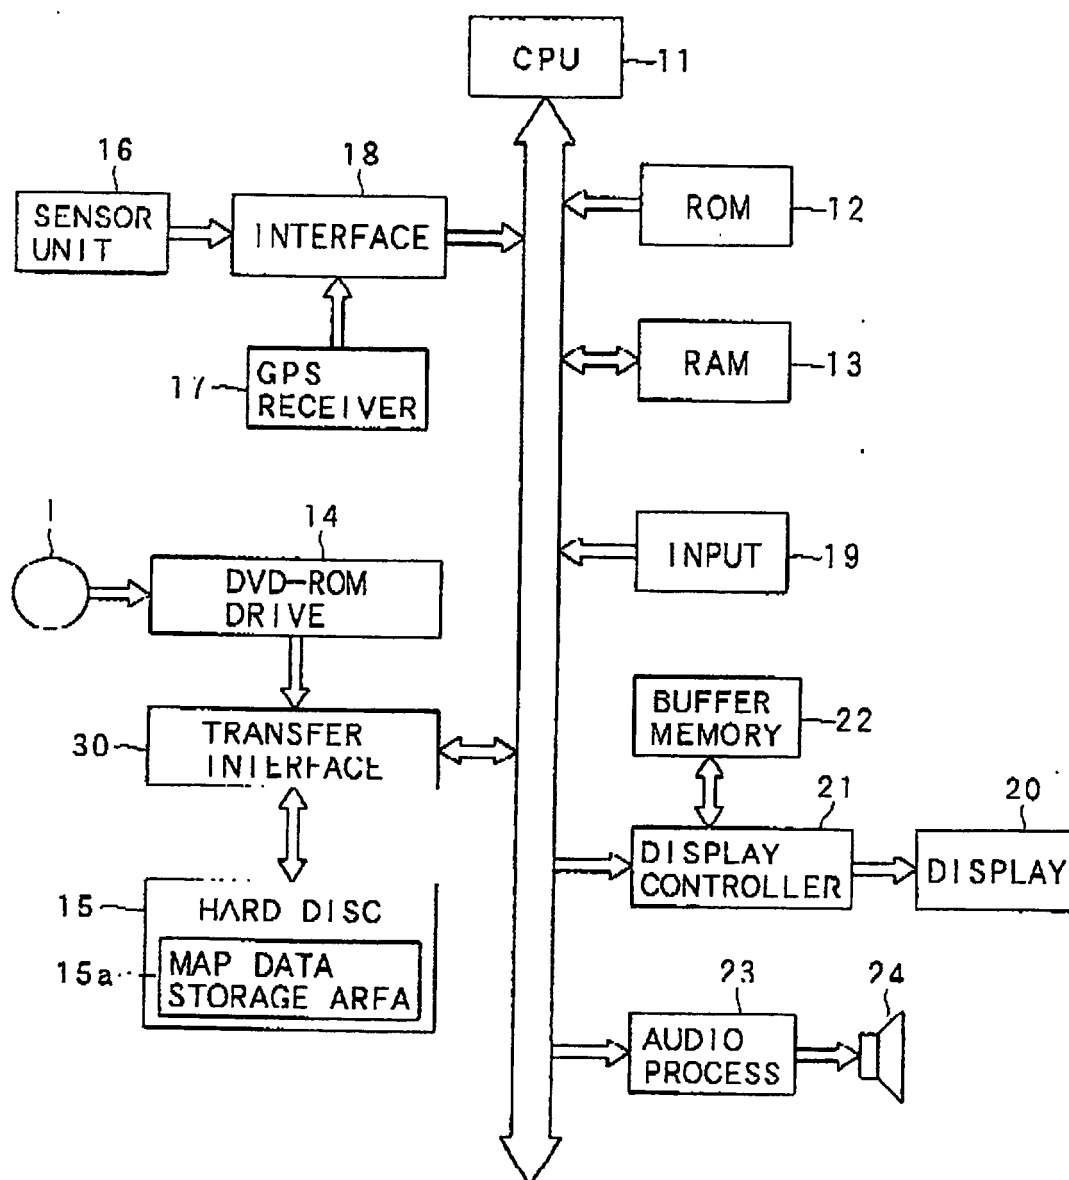 CPU
11
16
18
SENSOR
UNIT
INTERFACE
ROM
12
RAM
13
17
GPS
RECEIVER
1
14
DVD-ROM
DRIVE
INPUT
19
30
TRANSFER
INTERFACE
BUFFER
MEMORY
22
21
20
DISPLAY
CONTROLLER
DISPLAY
15
HARD DISC
15a
MAP DATA
STORAGE ARFA
23
24
AUDIO
PROCESS